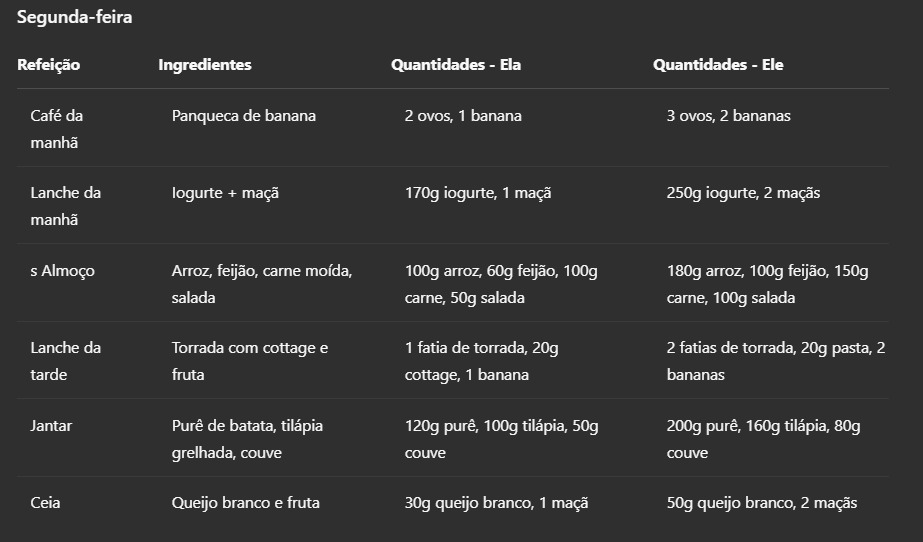 Segunda-feira
Refeição Ingredientes Quantidades - Ela Quantidades - Ele
Café da manhã Panqueca de banana 2 ovos, 1 banana 3 ovos, 2 bananas
Lanche da manhã Iogurte + maçã 170g iogurte, 1 maçã 250g iogurte, 2 maçãs
s Almoço Arroz, feijão, carne moída, salada 100g arroz, 60g feijão, 100g carne, 50g salada 180g arroz, 100g feijão, 150g carne, 100g salada
Lanche da tarde Torrada com cottage e fruta 1 fatia de torrada, 20g cottage, 1 banana 2 fatias de torrada, 20g pasta, 2 bananas
Jantar Purê de batata, tilápia grelhada, couve 120g purê, 100g tilápia, 50g couve 200g purê, 160g tilápia, 80g couve
Ceia Queijo branco e fruta 30g queijo branco, 1 maçã 50g queijo branco, 2 maçãs